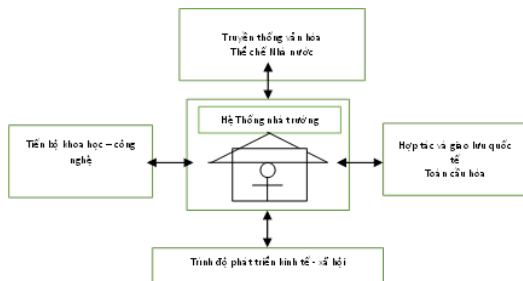 Truyền thống văn hóa
Thể chế Nhà nước
Hệ Thống nhà trường
Tiến bộ khoa học – công
nghệ
Hợp tác và giao lưu quốc
tế
Toàn cầu hóa
Trình độ phát triển kinh tế - xã hội